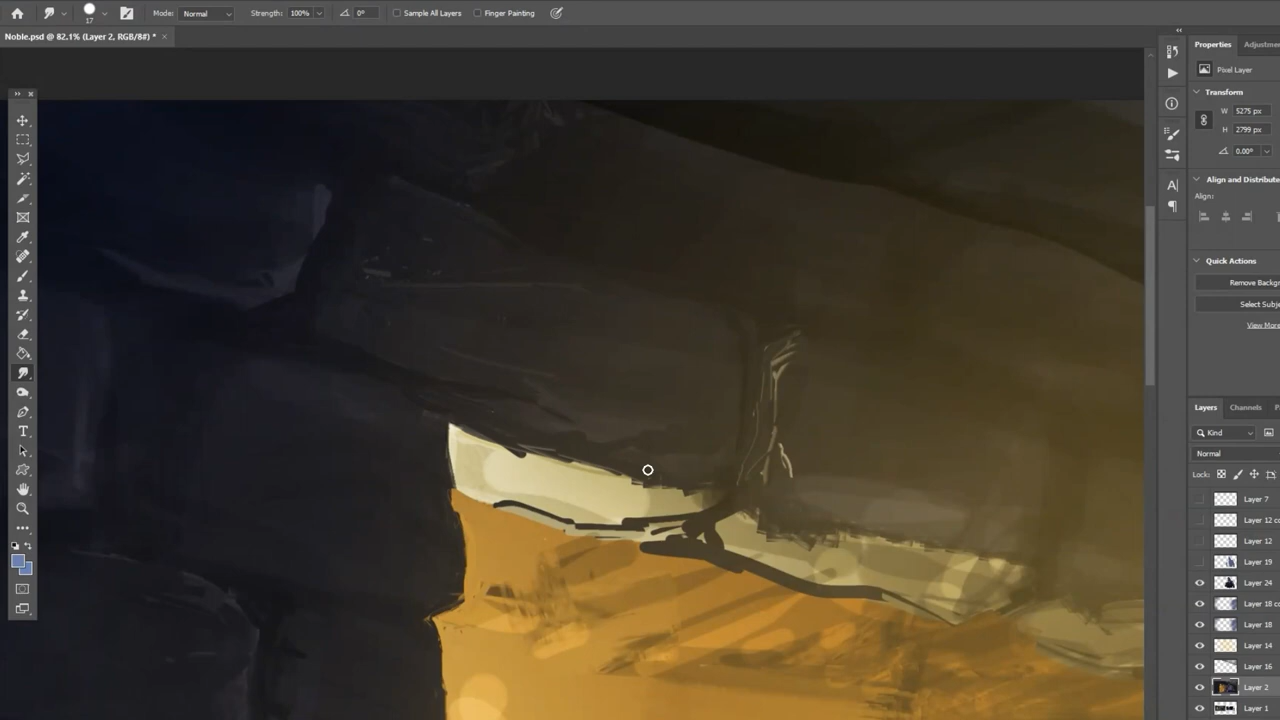 17 Mode: Normal Strength: 100% 0° Sample All Layers Finger Painting
Noble.psd @ 82.1% (Layer 2, RGB/8#) *
Properties Adjustme
Pixel Layer
Transform
W 5275 px
H 2799 px
0.00°
Align and Distribute
Align:
Quick Actions
Remove Backgr
Select Subje
View More
Layers Channels P
Kind
Normal
Lock:
Layer 7
Layer 12 co
Layer 12
Layer 19
Layer 24
Layer 18 co
Layer 18
Layer 14
Layer 16
Layer 2
Layer 1